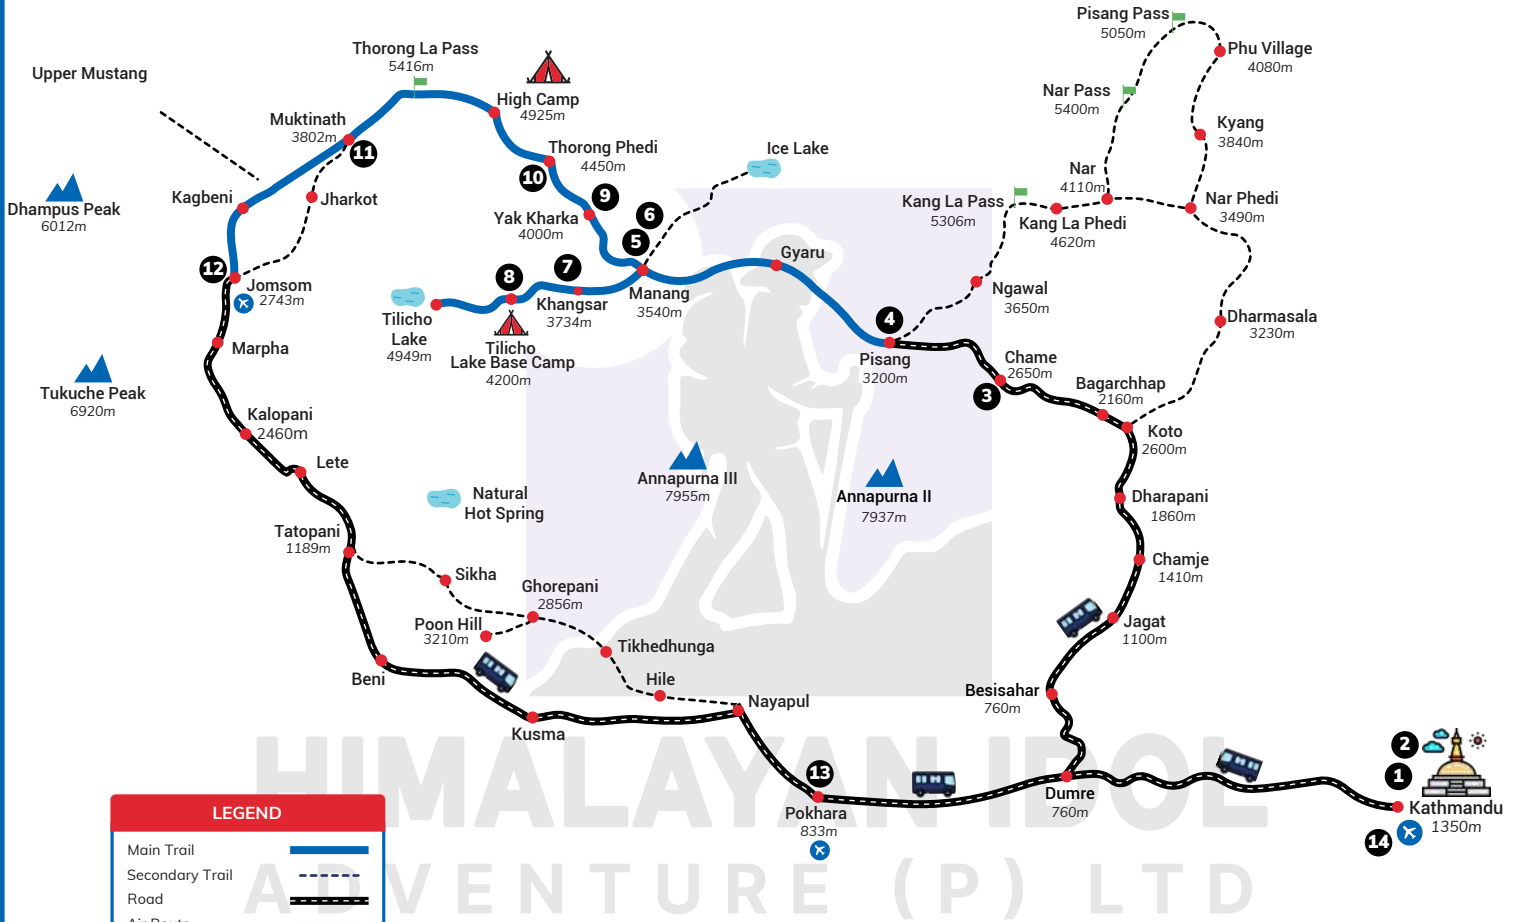 Pisang Pass
5050m
Phu Village
4080m
Thorong La Pass
5416m
Upper Mustang
Nar Pass
5400m
High Camp
4925m
Muktinath
3802m
11
Kyang
3840m
Thorong Phedi
4450m
10
Ice Lake
Nar
4110m
Kagbeni
Jharkot
9
Dhampus Peak
6012m
Yak Kharka
4000m
6
5
Kang La Pass
5306m
Kang La Phedi
4620m
Nar Phedi
3490m
Gyaru
12
Jomsom
2743m
8
7
Khangsar
3734m
Manang
3540m
Ngawal
3650m
Tilicho
Lake
4949m
Tilicho
Lake Base Camp
4200m
4
Pisang
3200m
Dharmasala
3230m
Marpha
Chame
2650m
3
Tukuche Peak
6920m
Bagarchhap
2160m
Kalopani
2460m
Koto
2600m
Lete
Annapurna III
7955m
Annapurna II
7937m
Natural
Hot Spring
Dharapani
1860m
Tatopani
1189m
Chamje
1410m
Sikha
Ghorepani
2856m
Poon Hill
3210m
Jagat
1100m
Tikhedhunga
Beni
Hile
Besisahar
760m
Nayapul
Kusma
HIMALAYAN IDOL
ADVENTURE (P) LTD
2
1
13
Pokhara
833m
Dumre
760m
Kathmandu
1350m
14
LEGEND
Main Trail
Secondary Trail
Road
Air Route